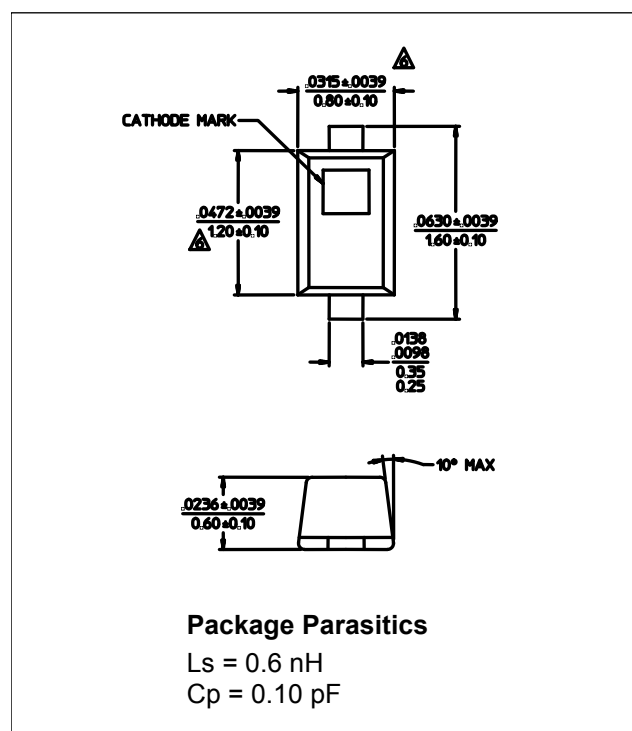 6
.0315±.0039
0.80±0.10
CATHODE MARK
.0472±.0039
1.20±0.10
6
.0630±.0039
1.60±0.10
.0138
.0098
0.35
0.25
10° MAX
.0236±.0039
0.60±0.10
Package Parasitics
Ls = 0.6 nH
Cp = 0.10 pF